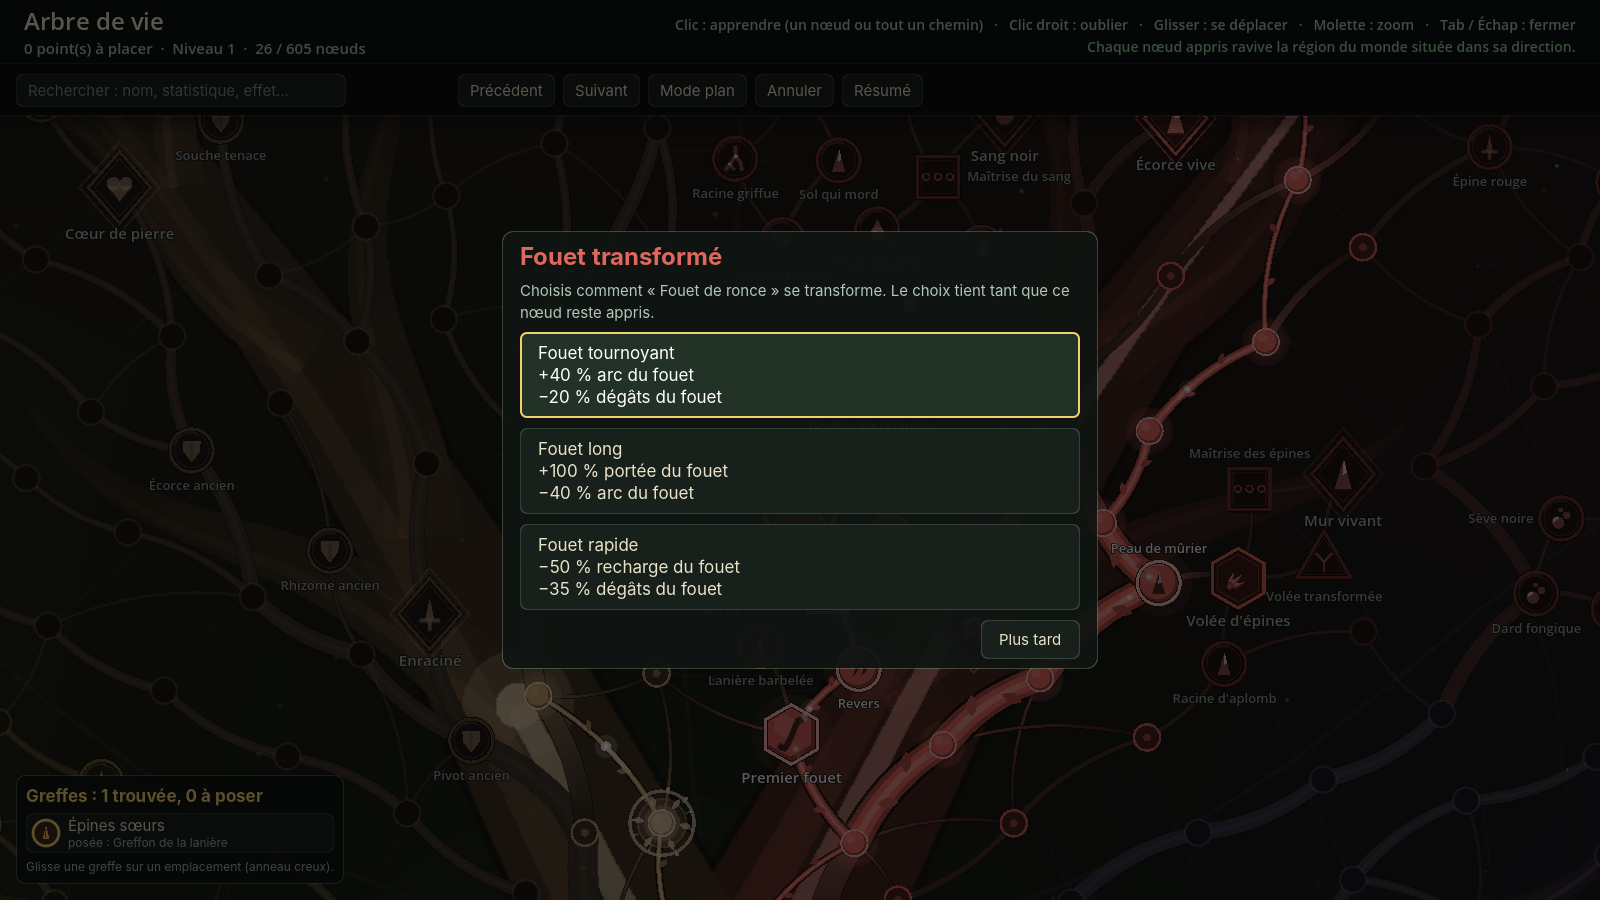 Arbre de vie
0 point(s) à placer · Niveau 1 · 26 / 605 nœuds
Clic : apprendre (un nœud ou tout un chemin) · Clic droit : oublier · Glisser : se déplacer · Molette : zoom · Tab / Échap : fermer
Chaque nœud appris ravive la région du monde située dans sa direction.
Rechercher : nom, statistique, effet...
Précédent
Suivant
Mode plan
Annuler
Résumé
Souche tenace
Cœur de pierre
Racine griffue
Sol qui mord
Sang noir
Maîtrise du sang
Écorce vive
Épine rouge
Fouet transformé
Choisis comment « Fouet de ronce » se transforme. Le choix tient tant que ce
nœud reste appris.
Fouet tournoyant
+40 % arc du fouet
−20 % dégâts du fouet
Fouet long
+100 % portée du fouet
−40 % arc du fouet
Fouet rapide
−50 % recharge du fouet
−35 % dégâts du fouet
Plus tard
Écorce ancien
Rhizome ancien
Enraciné
Pivot ancien
Maîtrise des épines
Mur vivant
Sève noire
Peau de mûrier
Volée transformée
Volée d'épines
Dard fongique
Racine d'aplomb
Lanière barbelée
Revers
Premier fouet
Greffes : 1 trouvée, 0 à poser
Épines sœurs
posée : Greffon de la lanière
Glisse une greffe sur un emplacement (anneau creux).